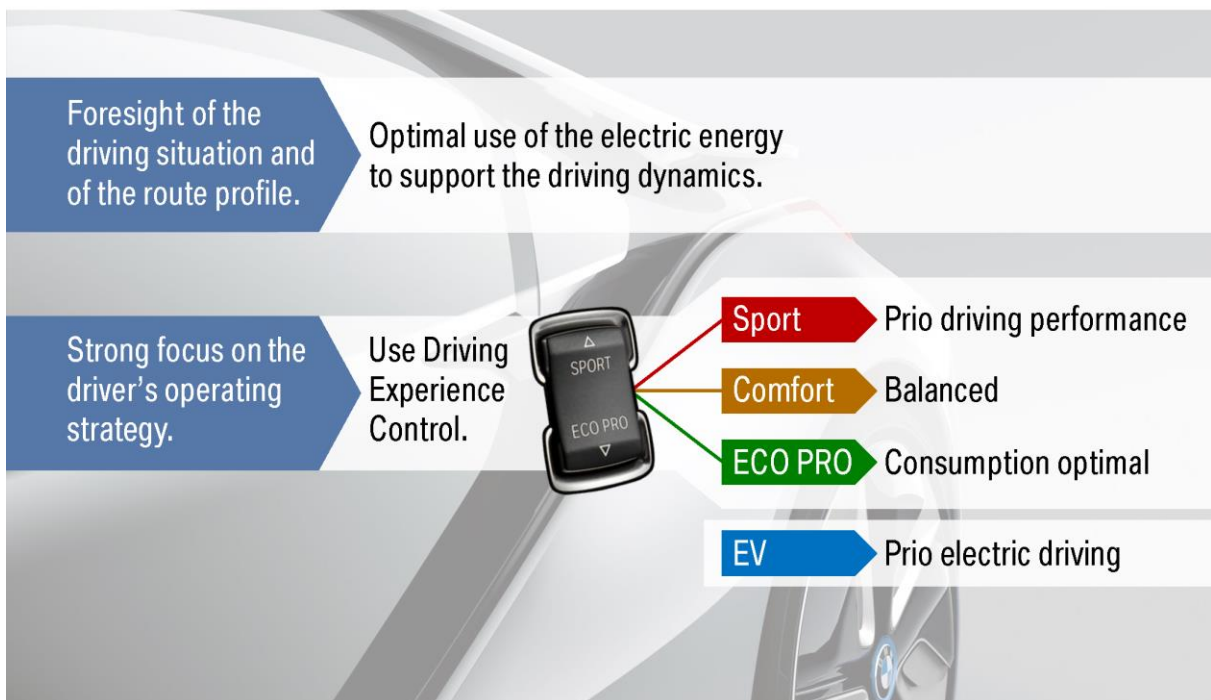 Foresight of the
driving situation and
of the route profile.
Optimal use of the electric energy
to support the driving dynamics.
Strong focus on the
driver's operating
strategy.
Use Driving
Experience
Control.
SPORT
ECO PRO
Sport
Prio driving performance
Comfort
Balanced
ECO PRO
Consumption optimal
EV
Prio electric driving